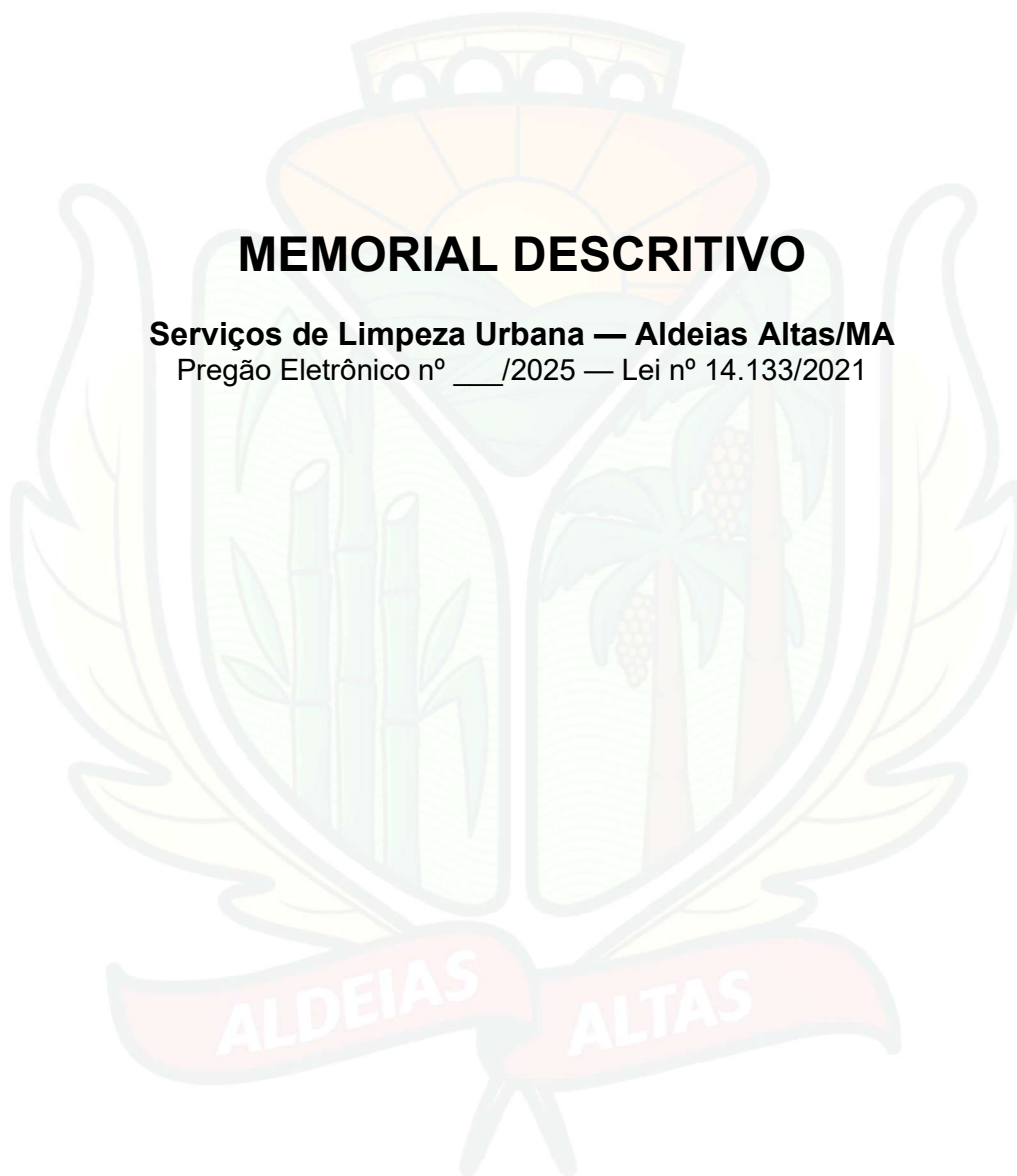 MEMORIAL DESCRITIVO
Serviços de Limpeza Urbana — Aldeias Altas/MA
Pregão Eletrônico nº ___/2025 — Lei nº 14.133/2021
ALDEIAS ALTAS